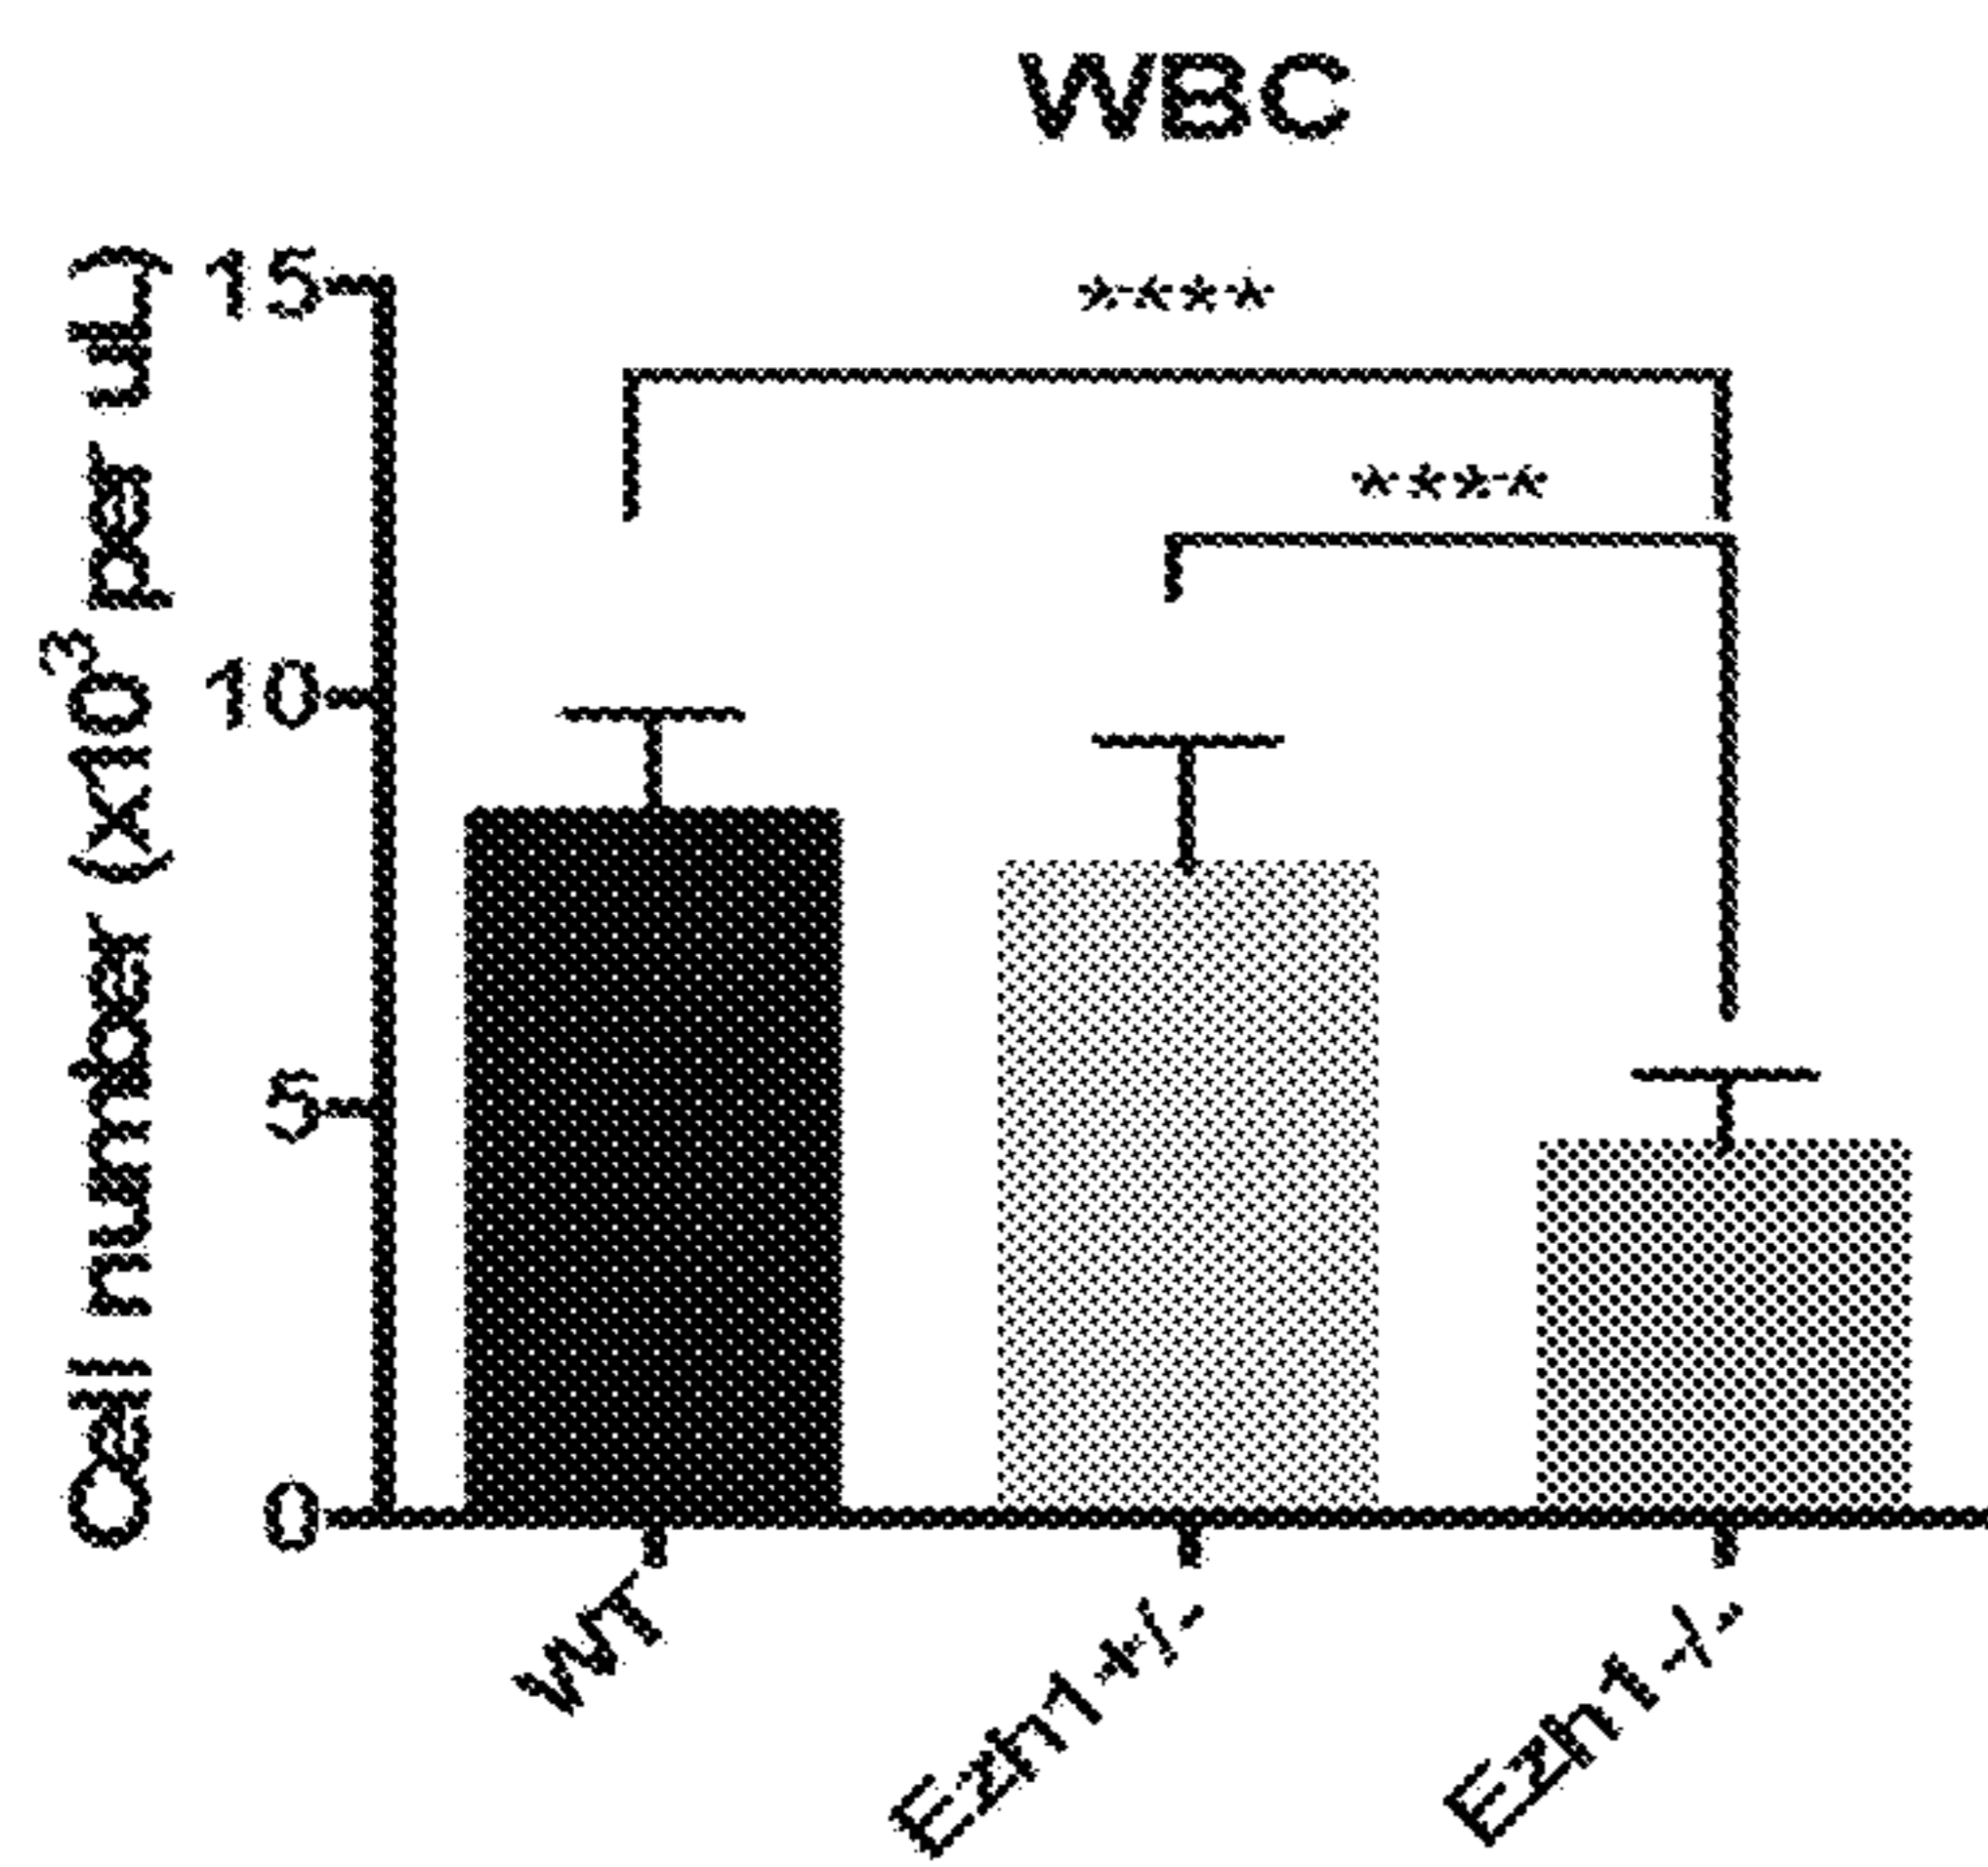 WBC
Cell number (x10³ per uL)
15
10
5
0
****
****
WT
Ezh1+/-
Ezh1-/-